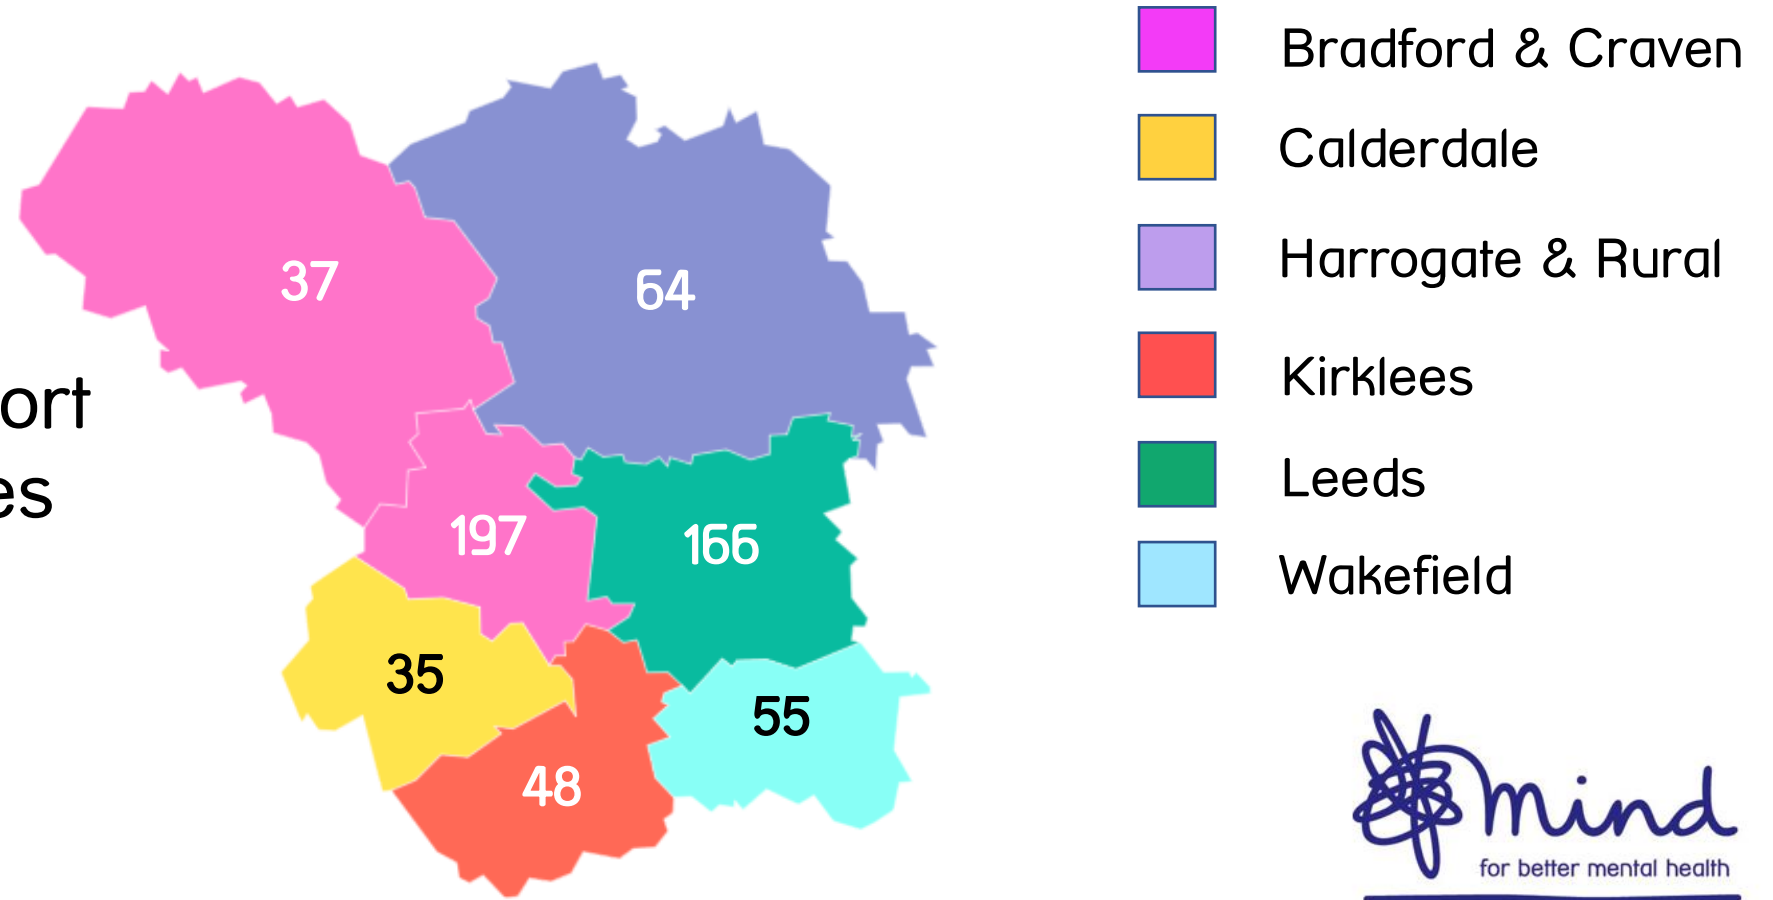 Bradford & Craven
Calderdale
Harrogate & Rural
Kirklees
Leeds
Wakefield
37
64
ort
es
197
166
35
55
48
mind
for better mental health